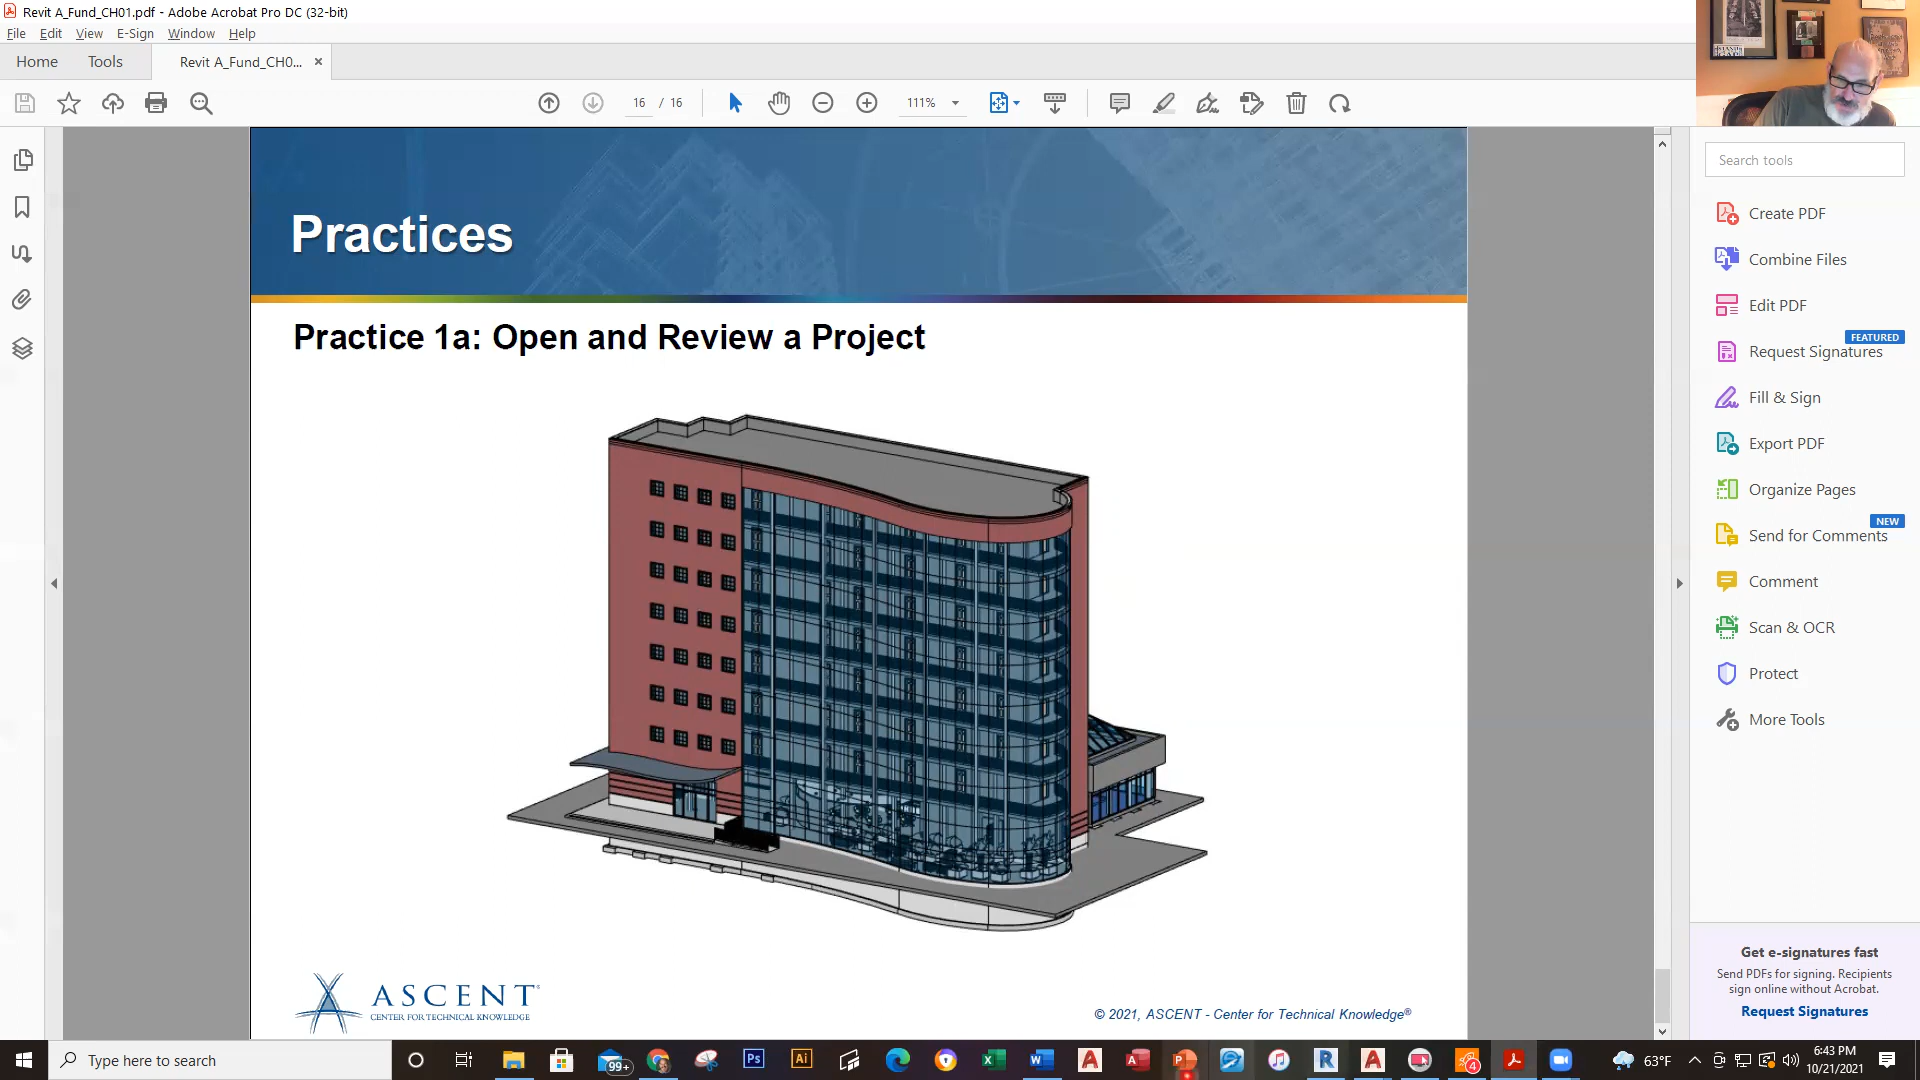 Revit A_Fund_CH01.pdf - Adobe Acrobat Pro DC (32-bit)
File Edit View E-Sign Window Help
Home Tools Revit A_Fund_CH0... ×
16 / 16 111%
Search tools
Create PDF
Combine Files
Edit PDF
FEATURED
Request Signatures
Fill & Sign
Export PDF
Organize Pages
NEW
Send for Comments
Comment
Scan & OCR
Protect
More Tools
Get e-signatures fast
Send PDFs for signing. Recipients
sign online without Acrobat.
Request Signatures
Practices
Practice 1a: Open and Review a Project
ASCENT®
CENTER FOR TECHNICAL KNOWLEDGE
© 2021, ASCENT - Center for Technical Knowledge®
Type here to search
99+
Ps
Ai
4
63°F
6:43 PM
10/21/2021